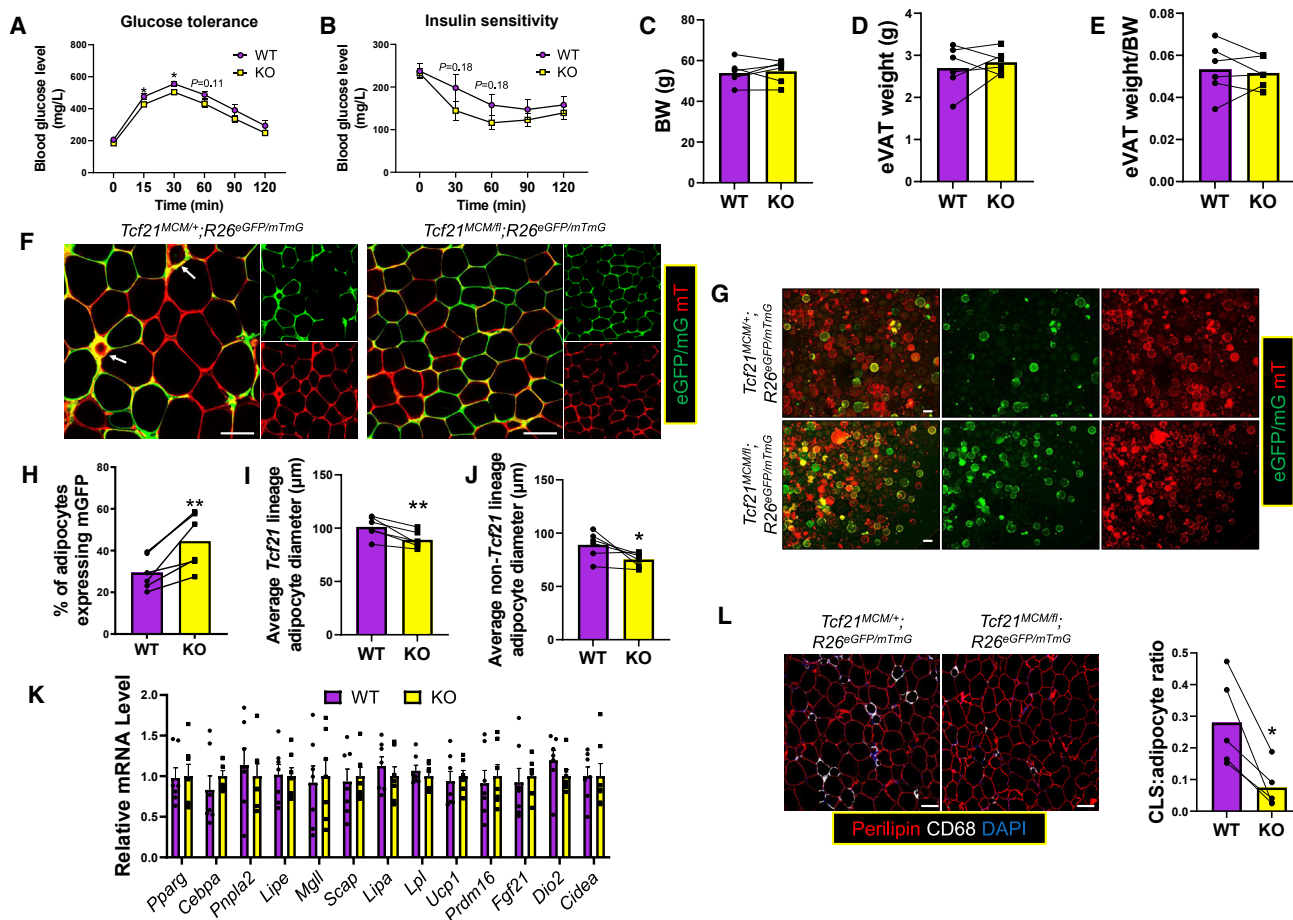 A
Glucose tolerance
Blood glucose level
(mg/L)
800
600
400
200
0
WT
KO
*
*
P=0.11
0 15 30 60 90 120
Time (min)
B
Insulin sensitivity
Blood glucose level
(mg/L)
300
200
100
0
WT
KO
P=0.18
P=0.18
0 30 60 90 120
Time (min)
C
BW
(g)
80
60
40
20
0
WT KO
D
eVAT weight (g)
4
3
2
1
0
WT KO
E
eVAT weight/BW
0.08
0.06
0.04
0.02
0.00
WT KO
F
Tcf21MCM/+;R26eGFP/mTmG
Tcf21MCM/fl;R26eGFP/mTmG
eGFP/mG mT
G
Tcf21MCM/+;
R26eGFP/mTmG
Tcf21MCM/fl;
R26eGFP/mTmG
eGFP/mG mT
H
% of adipocytes
expressing mGFP
80
60
40
20
0
**
WT KO
I
Average Tcf21 lineage
adipocyte diameter (µm)
150
100
50
0
**
WT KO
J
Average non-Tcf21 lineage
adipocyte diameter (µm)
150
100
50
0
*
WT KO
K
Relative mRNA Level
2.0
1.5
1.0
0.5
0.0
WT
KO
Pparg
Cebpa
Pnpla2
Lipe
Mgll
Scap
Lipa
Lpl
Ucp1
Prdm16
Fgf21
Dio2
Cidea
L
Tcf21MCM/+;
R26eGFP/mTmG
Tcf21MCM/fl;
R26eGFP/mTmG
Perilipin CD68 DAPI
CLS:adipocyte ratio
0.5
0.4
0.3
0.2
0.1
0.0
*
WT KO